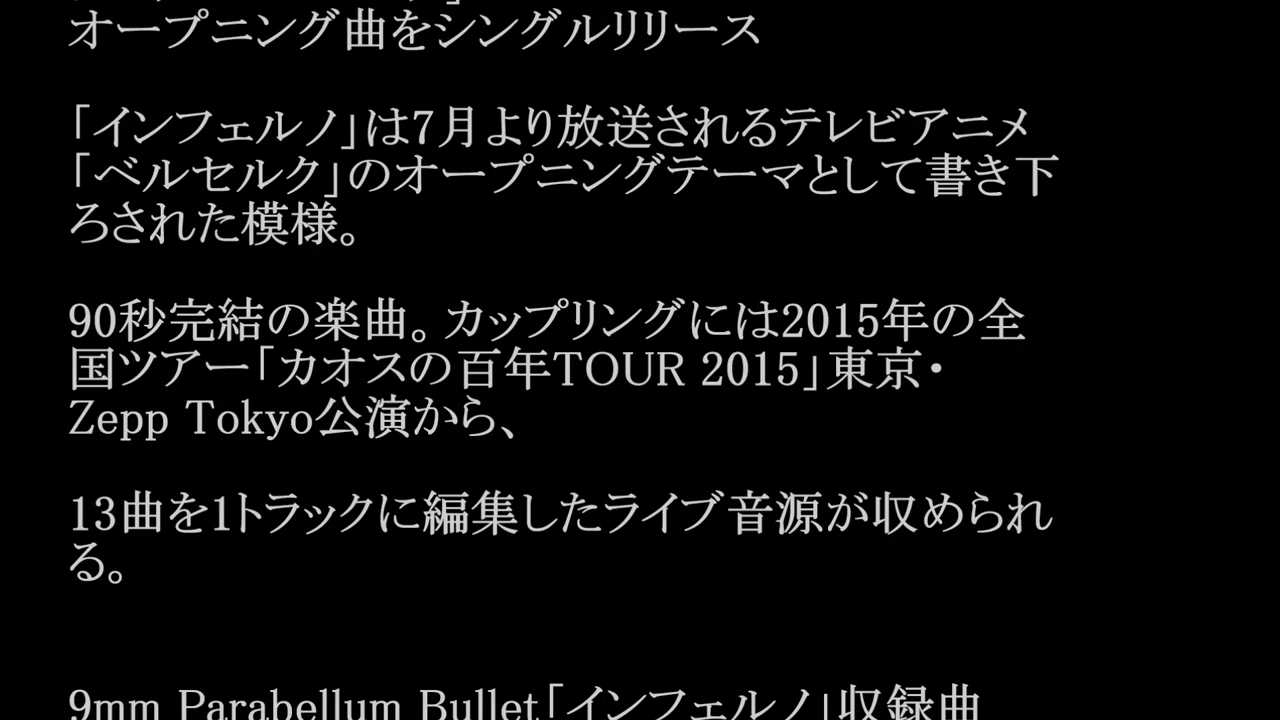 オープニング曲をシングルリリース
「インフェルノ」は7月より放送されるテレビアニメ
「ベルセルク」のオープニングテーマとして書き下
ろされた模様。
90秒完結の楽曲。カップリングには2015年の全
国ツアー「カオスの百年TOUR 2015」東京・
Zepp Tokyo公演から、
13曲を1トラックに編集したライブ音源が収められ
る。
9mm Parabellum Bullet「インフェルノ」収録曲